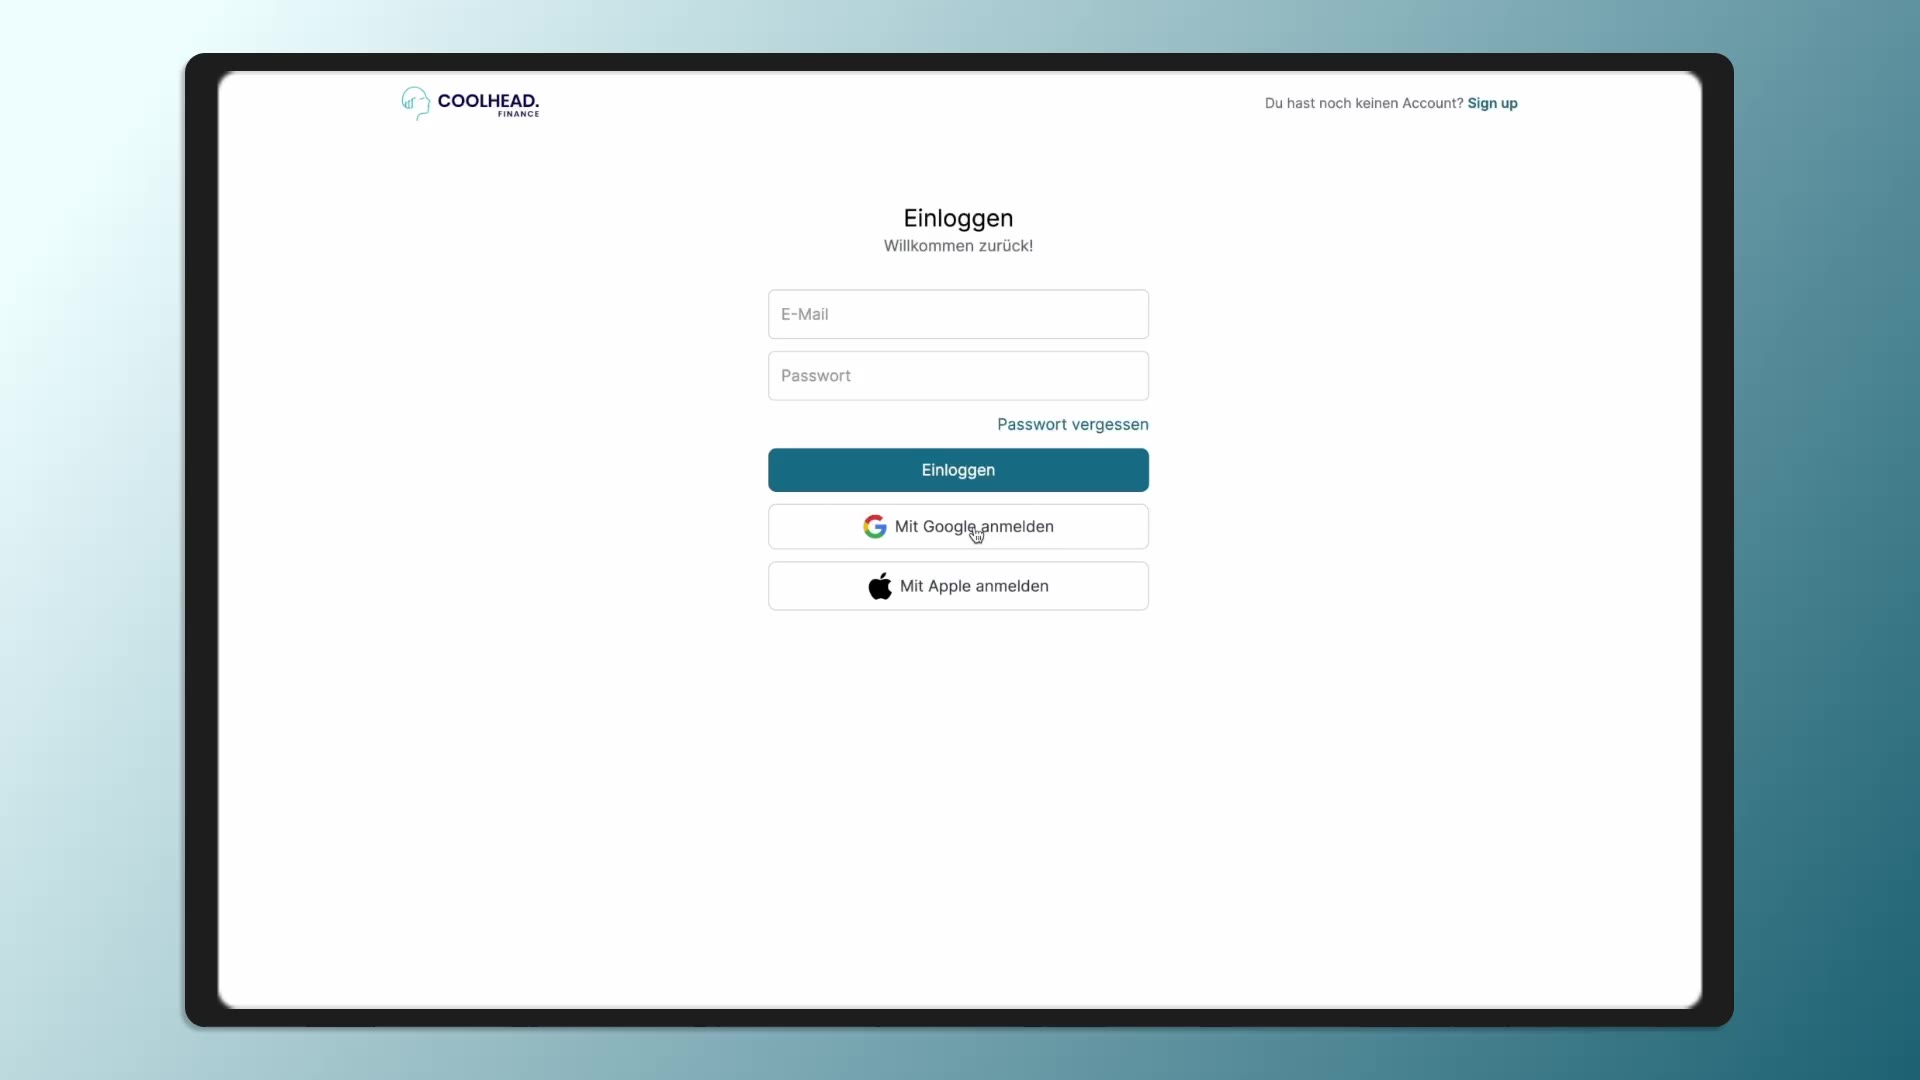 COOLHEAD.
FINANCE
Du hast noch keinen Account? Sign up
Einloggen
Willkommen zurück!
E-Mail
Passwort
Passwort vergessen
Einloggen
Mit Google anmelden
Mit Apple anmelden